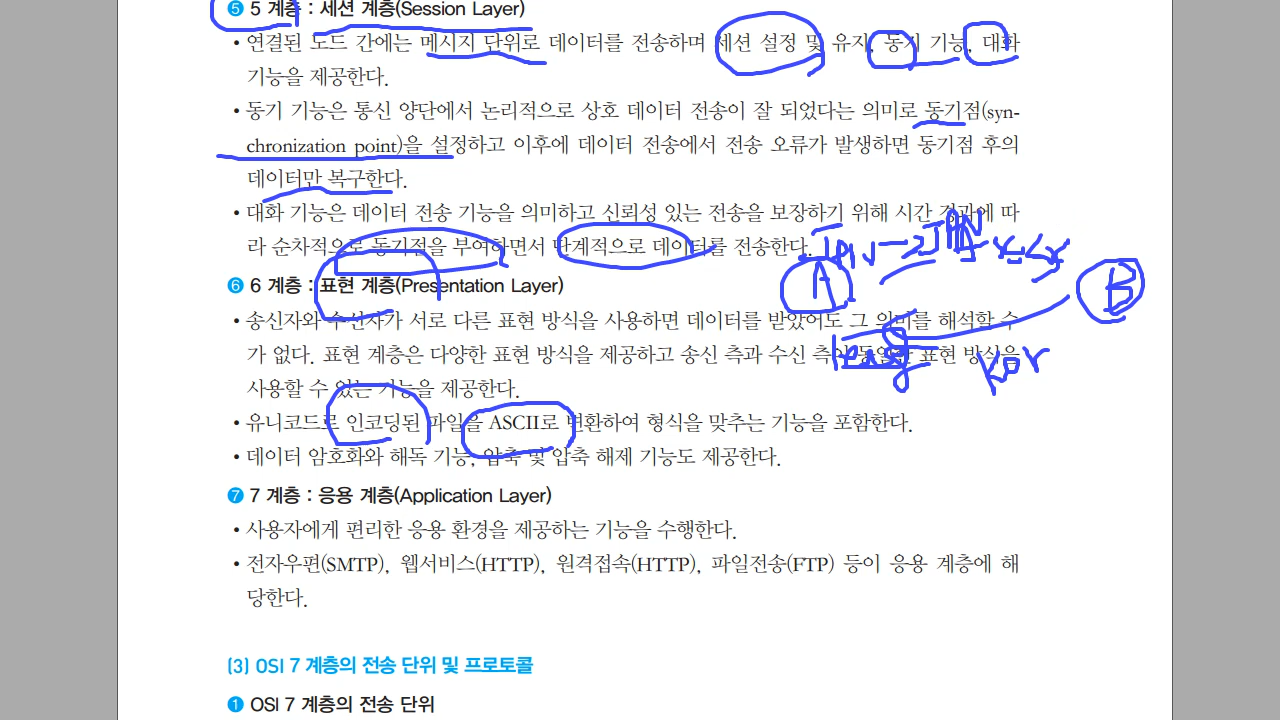 ❺ 5 계층 : 세션 계층(Session Layer)
• 연결된 노드 간에는 메시지 단위로 데이터를 전송하며 세션 설정 및 유지, 동기 기능, 대화
기능을 제공한다.
• 동기 기능은 통신 양단에서 논리적으로 상호 데이터 전송이 잘 되었다는 의미로 동기점(syn-
chronization point)을 설정하고 이후에 데이터 전송에서 전송 오류가 발생하면 동기점 후의
데이터만 복구한다.
• 대화 기능은 데이터 전송 기능을 의미하고 신뢰성 있는 전송을 보장하기 위해 시간 경과에 따
라 순차적으로 동기점을 부여하면서 단계적으로 데이터를 전송한다.
A
B
❻ 6 계층 : 표현 계층(Presentation Layer)
• 송신자와 수신자가 서로 다른 표현 방식을 사용하면 데이터를 받았어도 그 의미를 해석할 수
가 없다. 표현 계층은 다양한 표현 방식을 제공하고 송신 측과 수신 측이 동일한 표현 방식을
사용할 수 있는 기능을 제공한다.
kor
• 유니코드로 인코딩된 파일을 ASCII로 변환하여 형식을 맞추는 기능을 포함한다.
• 데이터 암호화와 해독 기능, 압축 및 압축 해제 기능도 제공한다.
❼ 7 계층 : 응용 계층(Application Layer)
• 사용자에게 편리한 응용 환경을 제공하는 기능을 수행한다.
• 전자우편(SMTP), 웹서비스(HTTP), 원격접속(HTTP), 파일전송(FTP) 등이 응용 계층에 해
당한다.
(3) OSI 7 계층의 전송 단위 및 프로토콜
❶ OSI 7 계층의 전송 단위